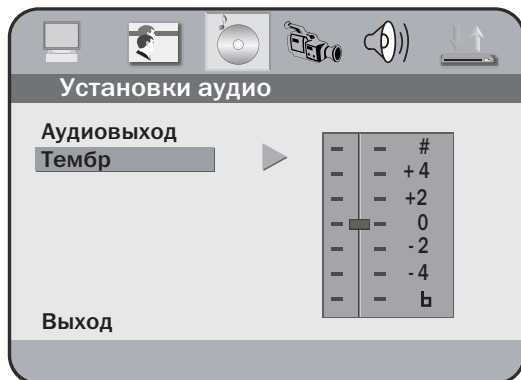 Установки аудио
Аудиовыход
Тембр
#
+ 4
+2
0
- 2
- 4
b
Выход